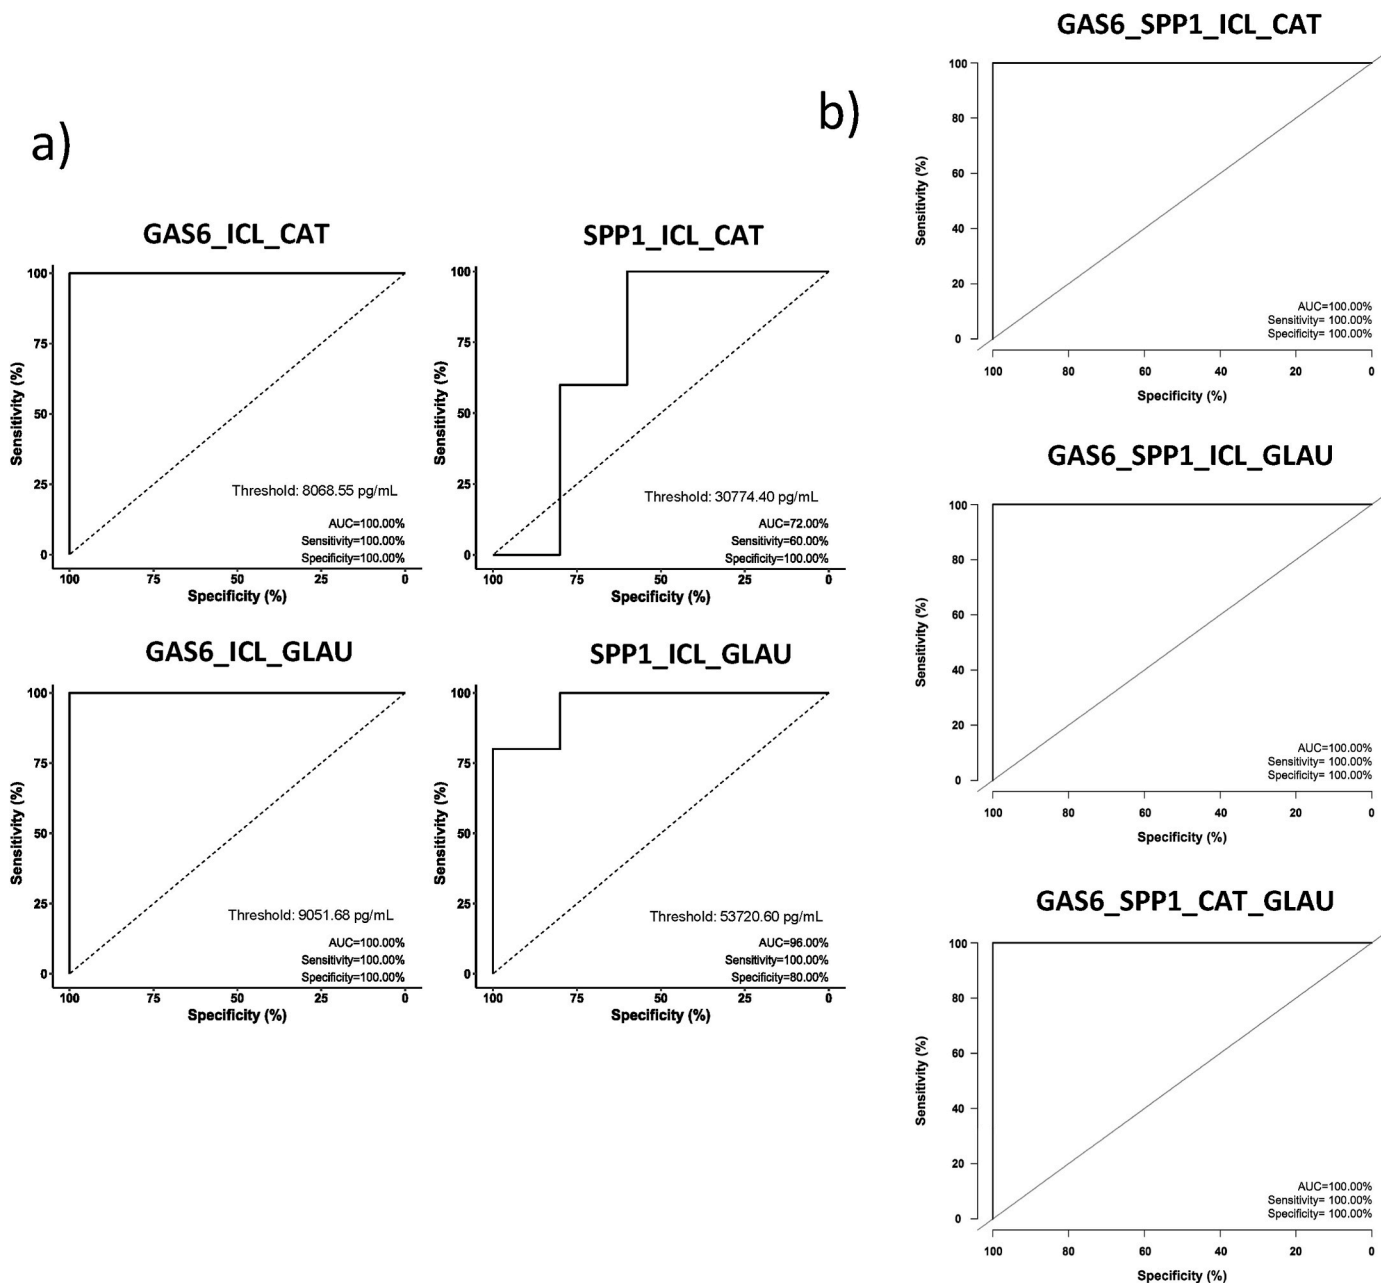 a)
GAS6_ICL_CAT
100
75
50
25
0
Sensitivity (%)
Threshold: 8068.55 pg/mL
AUC=100.00%
Sensitivity=100.00%
Specificity=100.00%
100 75 50 25 0
Specificity (%)
SPP1_ICL_CAT
100
75
50
25
0
Sensitivity (%)
Threshold: 30774.40 pg/mL
AUC=72.00%
Sensitivity=60.00%
Specificity=100.00%
100 75 50 25 0
Specificity (%)
GAS6_ICL_GLAU
100
75
50
25
0
Sensitivity (%)
Threshold: 9051.68 pg/mL
AUC=100.00%
Sensitivity=100.00%
Specificity=100.00%
100 75 50 25 0
Specificity (%)
SPP1_ICL_GLAU
100
75
50
25
0
Sensitivity (%)
Threshold: 53720.60 pg/mL
AUC=96.00%
Sensitivity=100.00%
Specificity=80.00%
100 75 50 25 0
Specificity (%)
b)
GAS6_SPP1_ICL_CAT
100
80
60
40
20
0
Sensitivity (%)
AUC=100.00%
Sensitivity= 100.00%
Specificity= 100.00%
100 80 60 40 20 0
Specificity (%)
GAS6_SPP1_ICL_GLAU
100
80
60
40
20
0
Sensitivity (%)
AUC=100.00%
Sensitivity= 100.00%
Specificity= 100.00%
100 80 60 40 20 0
Specificity (%)
GAS6_SPP1_CAT_GLAU
100
80
60
40
20
0
Sensitivity (%)
AUC=100.00%
Sensitivity= 100.00%
Specificity= 100.00%
100 80 60 40 20 0
Specificity (%)